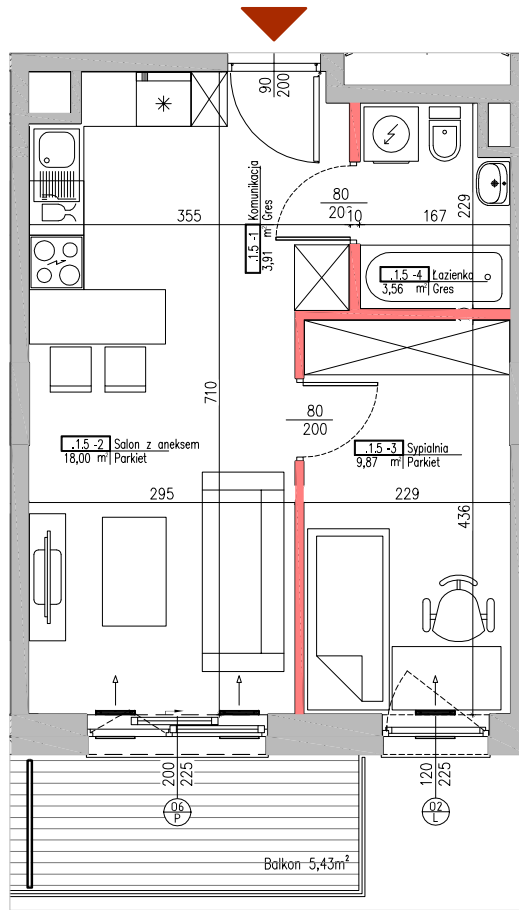 90
200
.1.5 -1 Komunikacja
3,91 m² Gres
80
20
10
355
167
229
.1.5 -4 Łazienka
3,56 m² Gres
710
80
200
.1.5 -2 Salon z aneksem
18,00 m² Parkiet
.1.5 -3 Sypialnia
9,87 m² Parkiet
295
229
436
200
225
120
225
06
P
02
L
Balkon 5,43m²